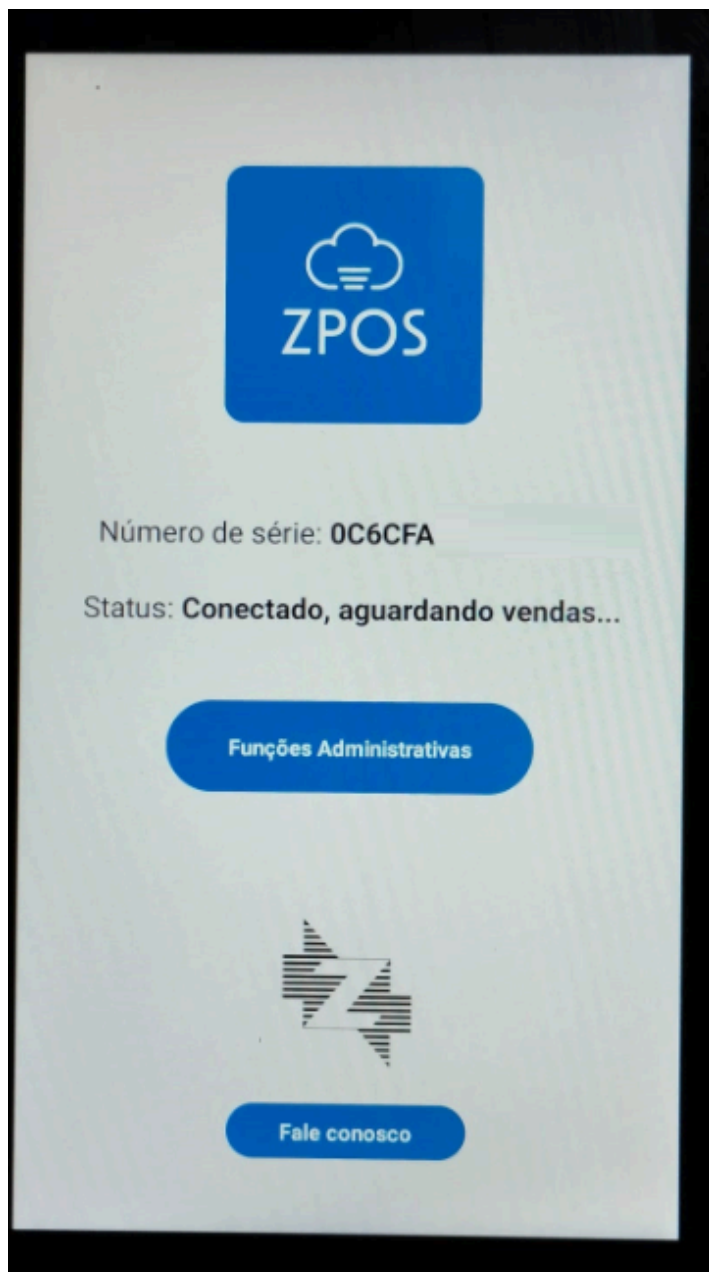 ZPOS
Número de série: 0C6CFA
Status: Conectado, aguardando vendas...
Funções Administrativas
Z
Fale conosco